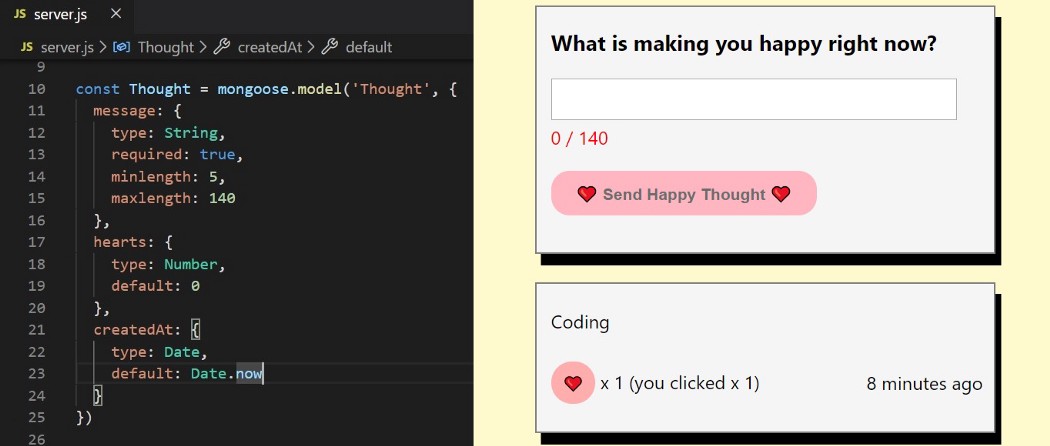 JS server.js ×
JS server.js > Thought > createdAt > default
9
10 const Thought = mongoose.model('Thought', {
11 message: {
12 type: String,
13 required: true,
14 minlength: 5,
15 maxlength: 140
16 },
17 hearts: {
18 type: Number,
19 default: 0
20 },
21 createdAt: {
22 type: Date,
23 default: Date.now
24 }
25 })
26
What is making you happy right now?
0 / 140
❤️ Send Happy Thought ❤️
Coding
❤️ x 1 (you clicked x 1) 8 minutes ago